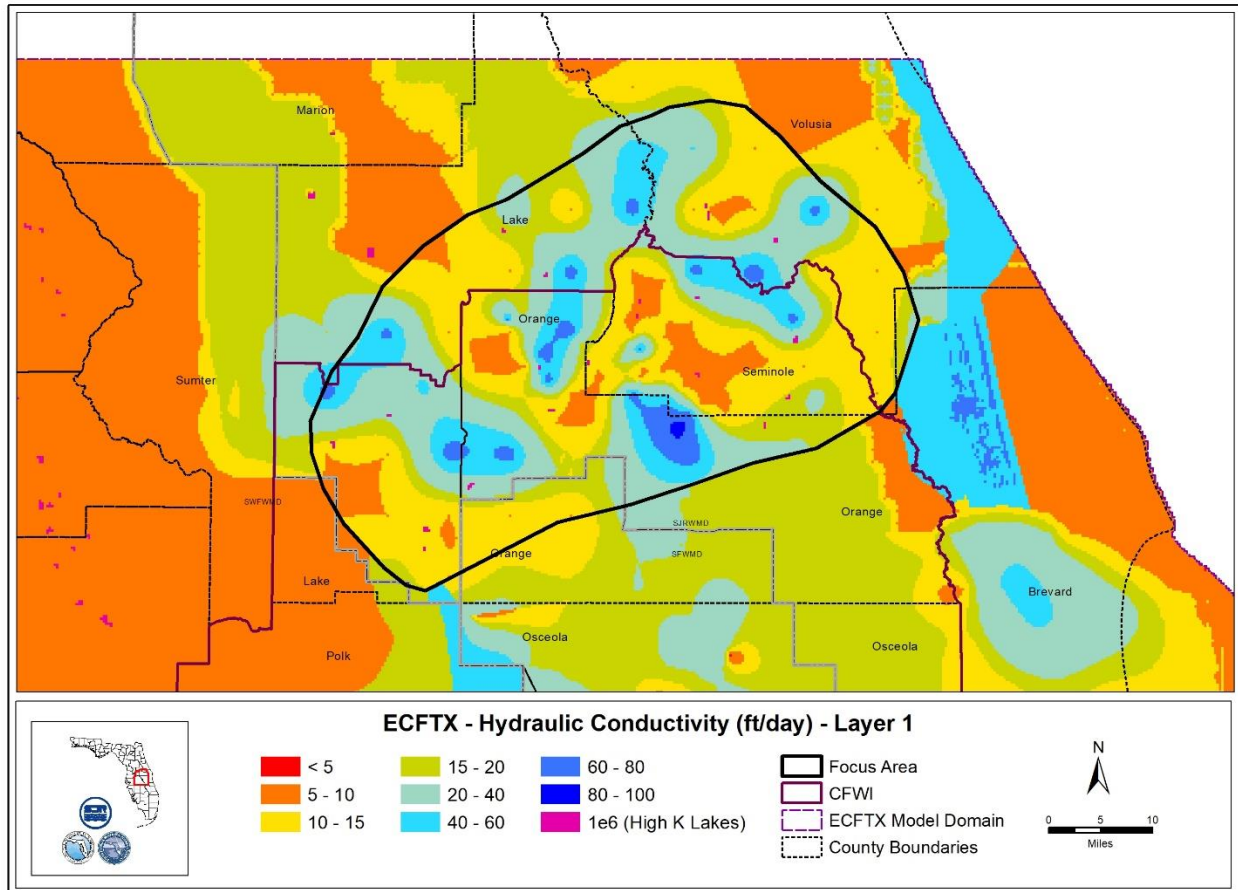 Marion
Volusia
Lake
Orange
Sumter
Seminole
SWFWMD
Orange
SJRWMD
Orange
SFWMD
Lake
Brevard
Osceola
Osceola
Polk
ECFTX - Hydraulic Conductivity (ft/day) - Layer 1
< 5
5 - 10
10 - 15
15 - 20
20 - 40
40 - 60
60 - 80
80 - 100
1e6 (High K Lakes)
Focus Area
CFWI
ECFTX Model Domain
County Boundaries
N
0 5 10
Miles